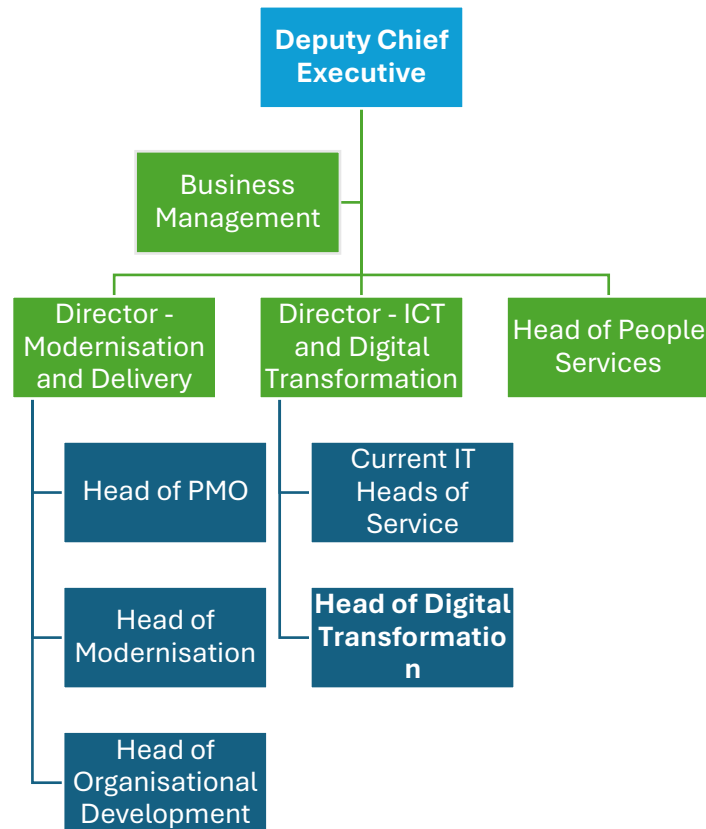 Deputy Chief
Executive
Business
Management
Director -
Modernisation
and Delivery
Director - ICT
and Digital
Transformation
Head of People
Services
Head of PMO
Current IT
Heads of
Service
Head of
Modernisation
Head of Digital
Transformatio
n
Head of
Organisational
Development